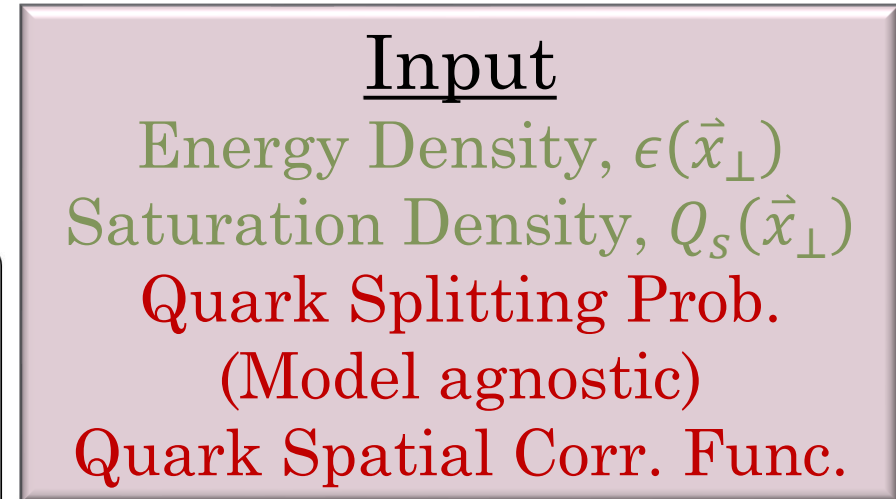 Input
Energy Density, ϵ(x⃗⊥)
Saturation Density, Qₛ(x⃗⊥)
Quark Splitting Prob.
(Model agnostic)
Quark Spatial Corr. Func.